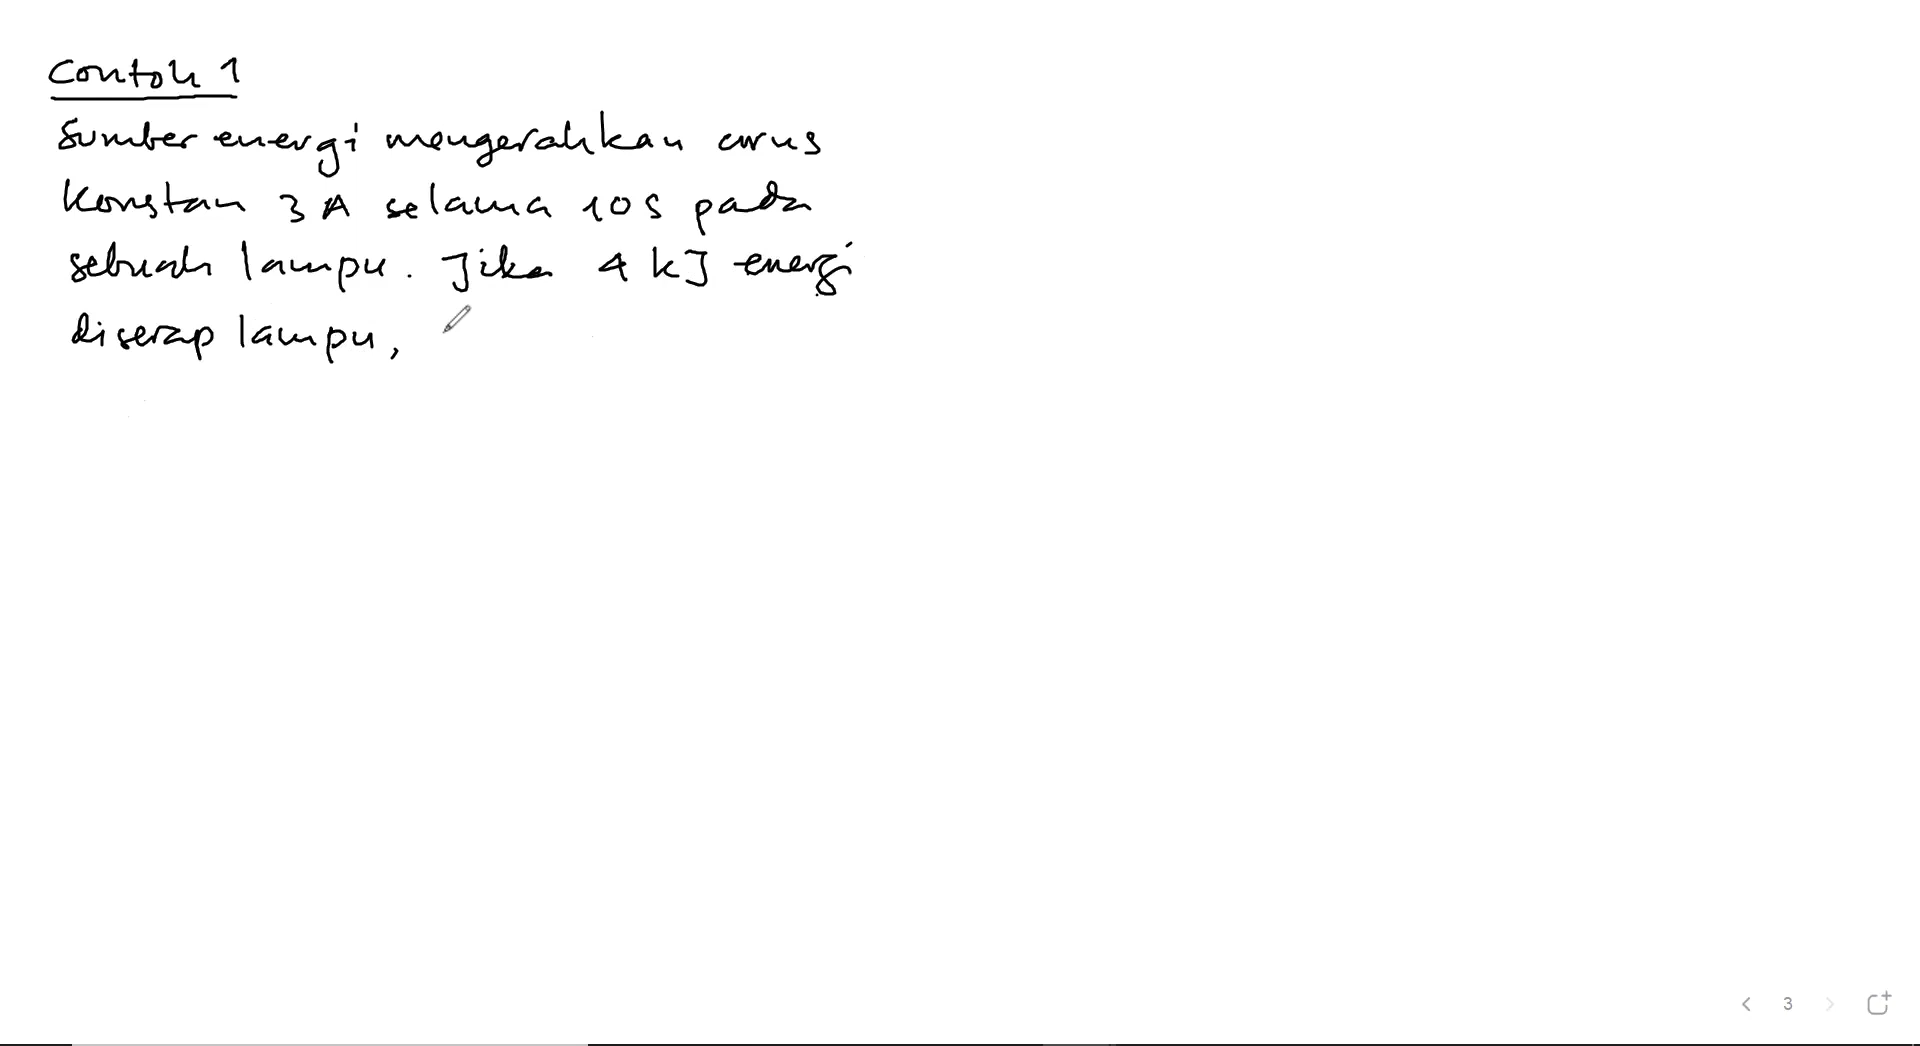 Contoh 1
Sumber energi mengerahkan arus
konstan 3 A selama 10 s pada
sebuah lampu. Jika 4 kJ energi
diserap lampu,
3